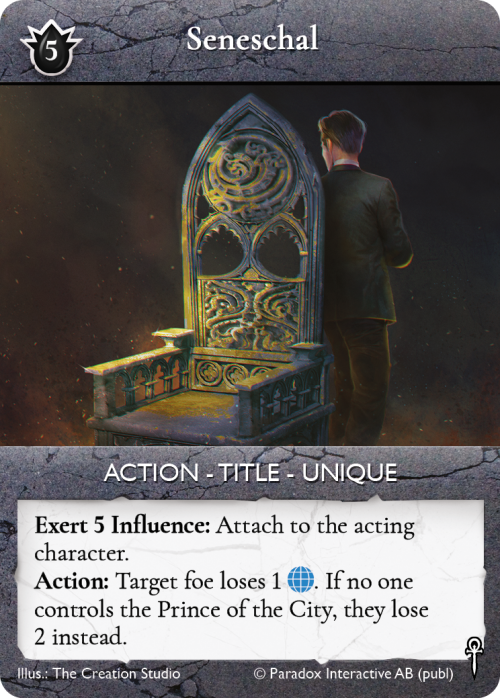 5
Seneschal
ACTION - TITLE - UNIQUE
Exert 5 Influence: Attach to the acting
character.
Action: Target foe loses 1 . If no one
controls the Prince of the City, they lose
2 instead.
Illus.: The Creation Studio © Paradox Interactive AB (publ)